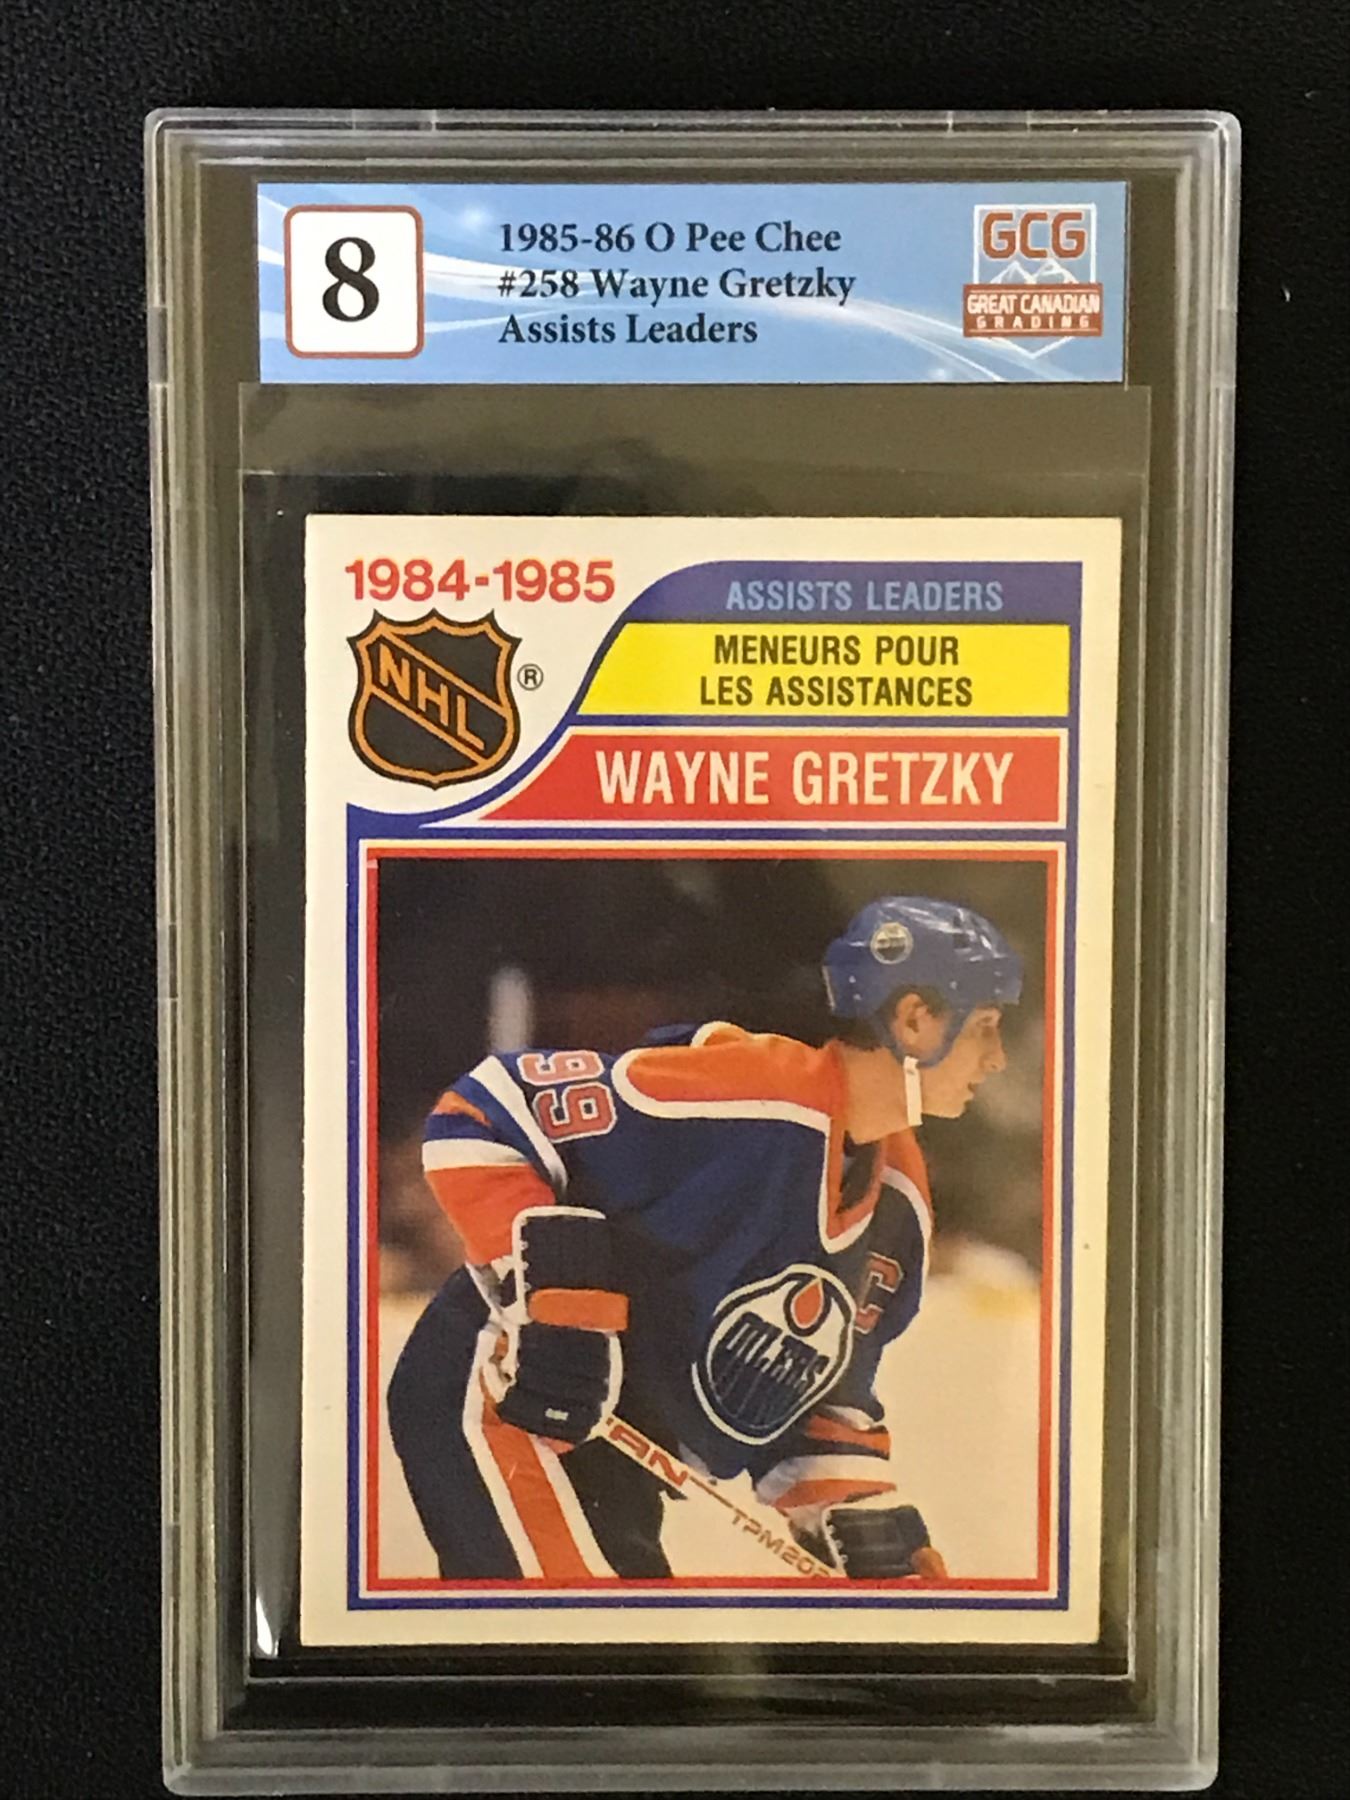 8
1985-86 O Pee Chee
#258 Wayne Gretzky
Assists Leaders
GCG
GREAT CANADIAN
GRADING
1984-1985
NHL
®
ASSISTS LEADERS
MENEURS POUR
LES ASSISTANCES
WAYNE GRETZKY
99
C
OILERS
TPM202